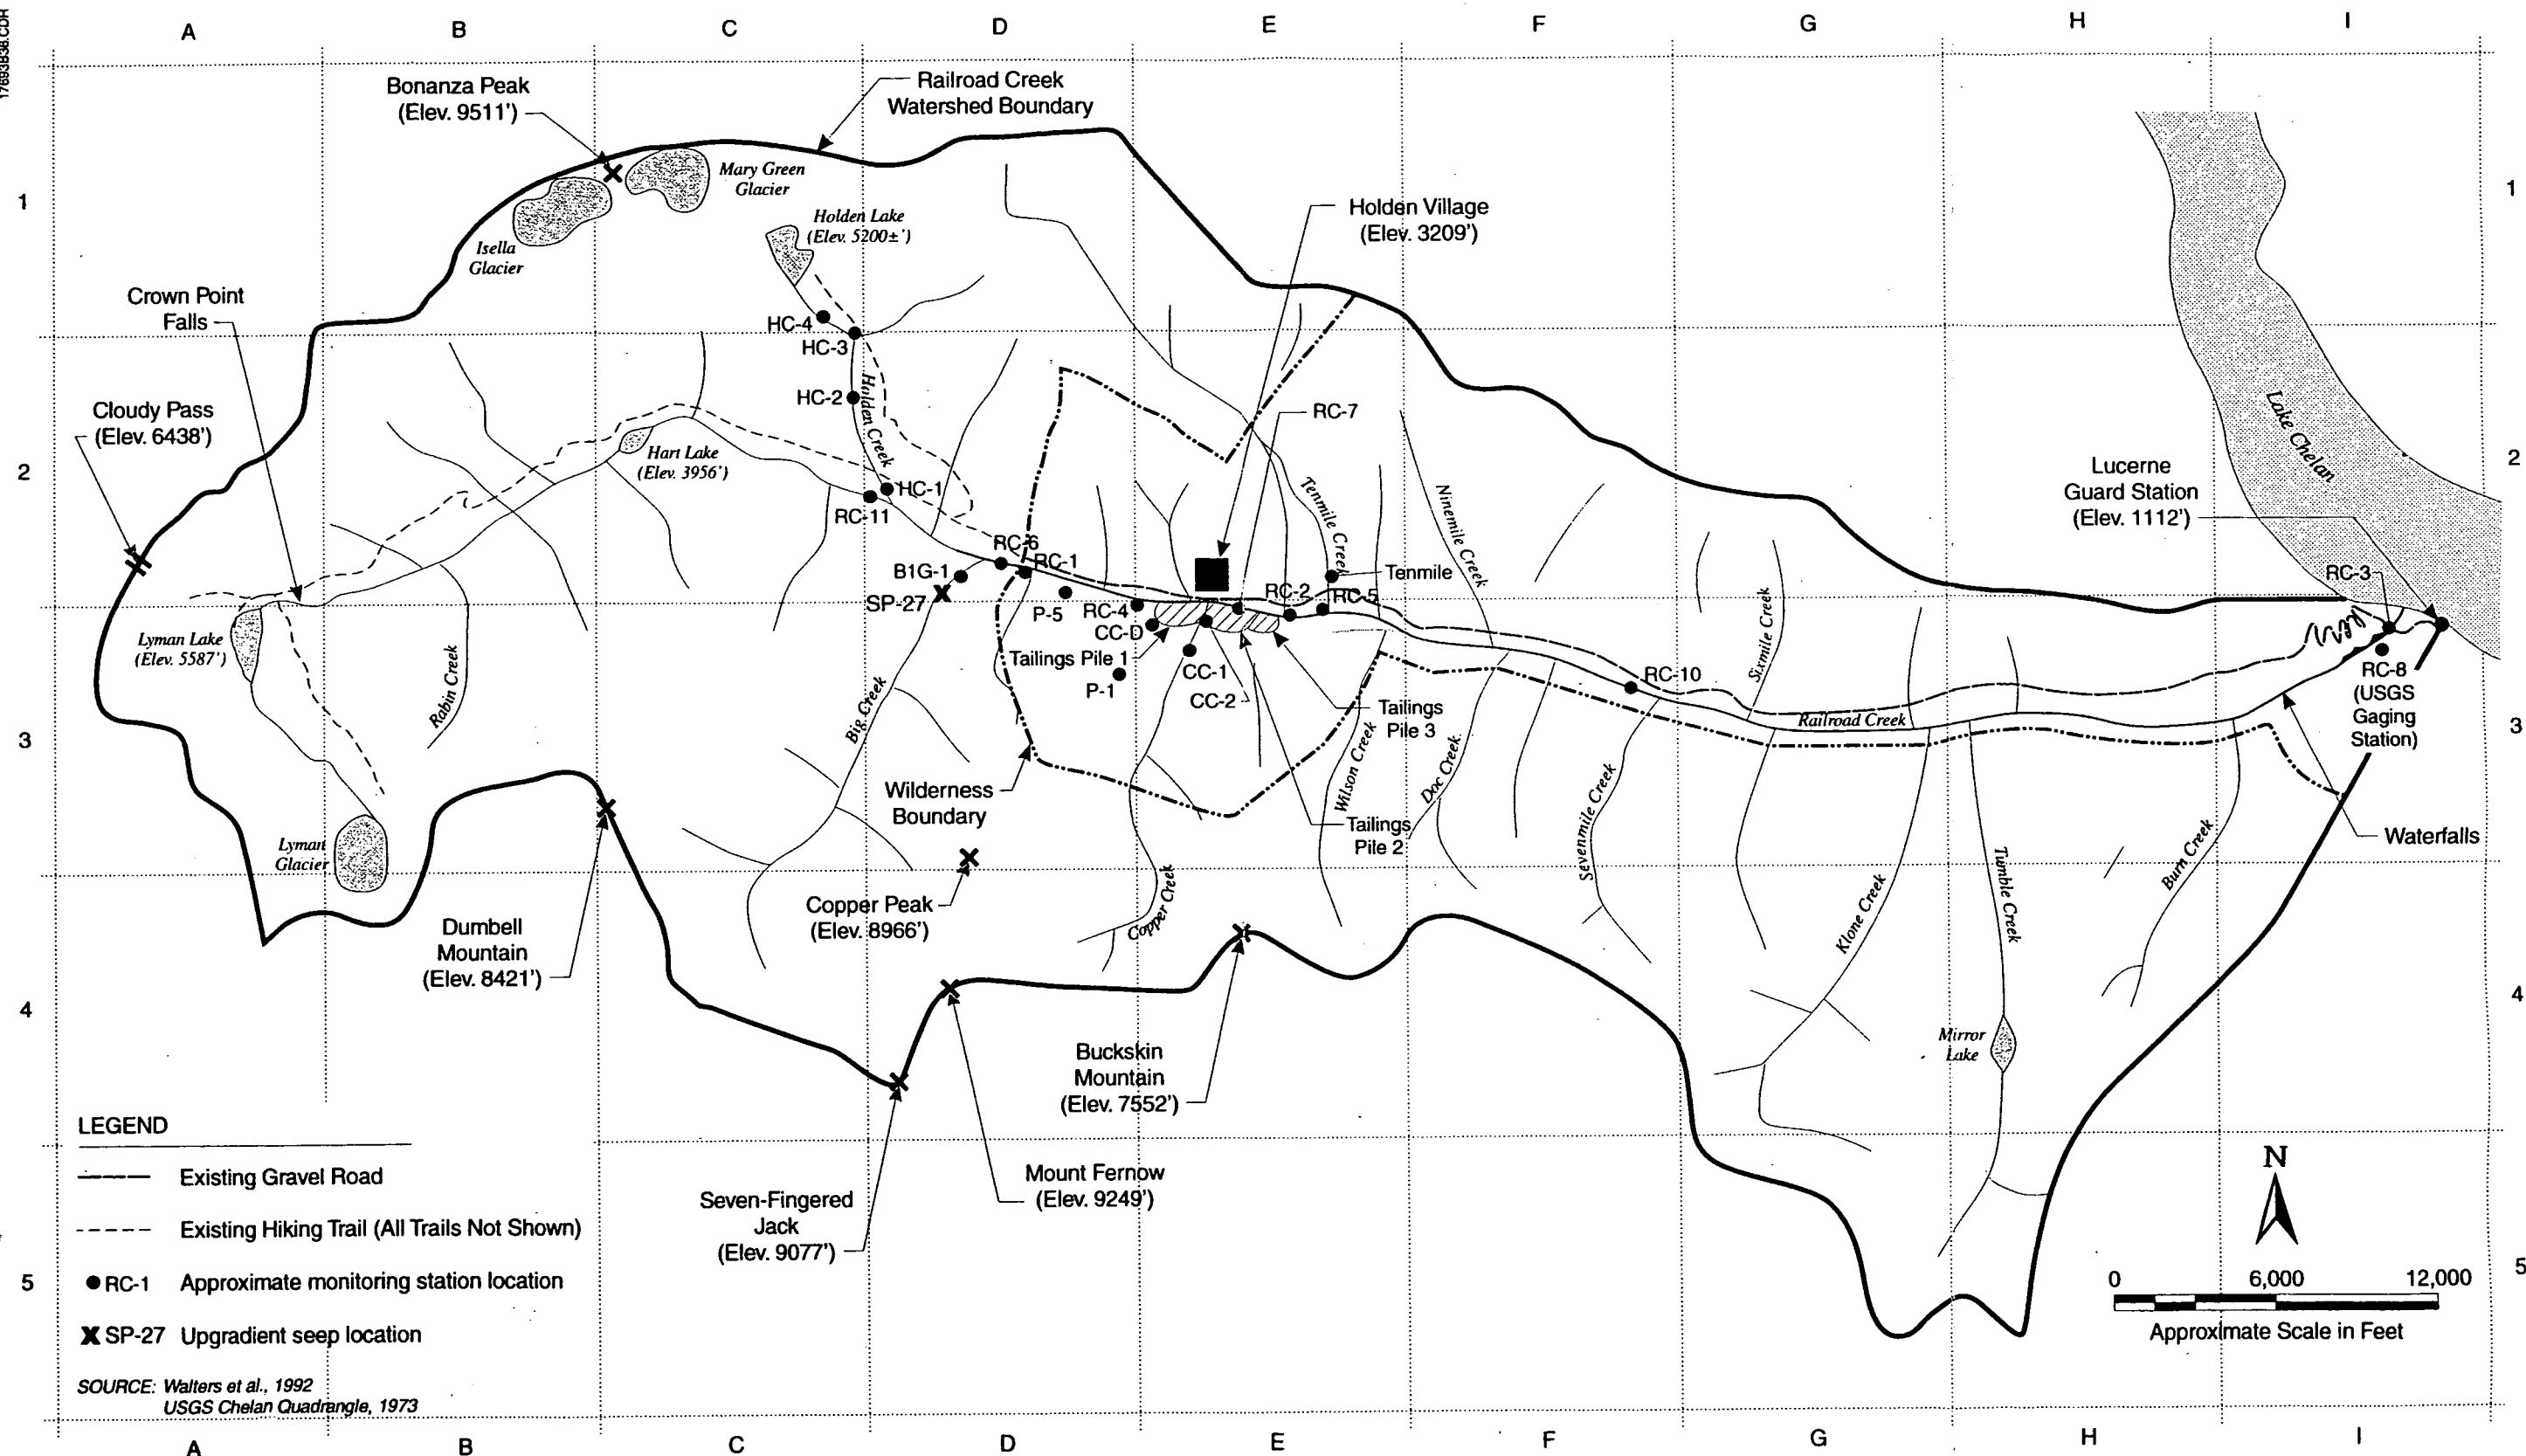 17693B38.CDR
A B C D E F G H I
Bonanza Peak
(Elev. 9511')
Railroad Creek
Watershed Boundary
1
1
Mary Green
Glacier
Holden Lake
(Elev. 5200±')
Holden Village
(Elev. 3209')
Isella
Glacier
Crown Point
Falls
HC-4
HC-3
HC-2
Holden Creek
Cloudy Pass
(Elev. 6438')
RC-7
Lake Chelan
2
2
Hart Lake
(Elev. 3956')
Lucerne
Guard Station
(Elev. 1112')
HC-1
RC-11
Tenmile Creek
Ninemile Creek
RC-6
RC-1
B1G-1
SP-27
P-5
RC-4
CC-D
RC-2
RC-5
Tenmile
RC-3
Lyman Lake
(Elev. 5587')
Rabin Creek
Big Creek
Tailings Pile 1
P-1
CC-1
CC-2
Tailings
Pile 3
RC-10
Sixmile Creek
Railroad Creek
RC-8
(USGS
Gaging
Station)
3
3
Wilderness
Boundary
Wilson Creek
Doc Creek
Sevenmile Creek
Tailings
Pile 2
Waterfalls
Lyman
Glacier
Copper Peak
(Elev. 8966')
Copper Creek
Klone Creek
Tumble Creek
Burn Creek
Dumbell
Mountain
(Elev. 8421')
4
4
Buckskin
Mountain
(Elev. 7552')
Mirror
Lake
LEGEND
Existing Gravel Road
Existing Hiking Trail (All Trails Not Shown)
RC-1 Approximate monitoring station location
X SP-27 Upgradient seep location
SOURCE: Walters et al., 1992
USGS Chelan Quadrangle, 1973
Mount Fernow
(Elev. 9249')
Seven-Fingered
Jack
(Elev. 9077')
N
5
5
0 6,000 12,000
Approximate Scale in Feet
A B C D E F G H I